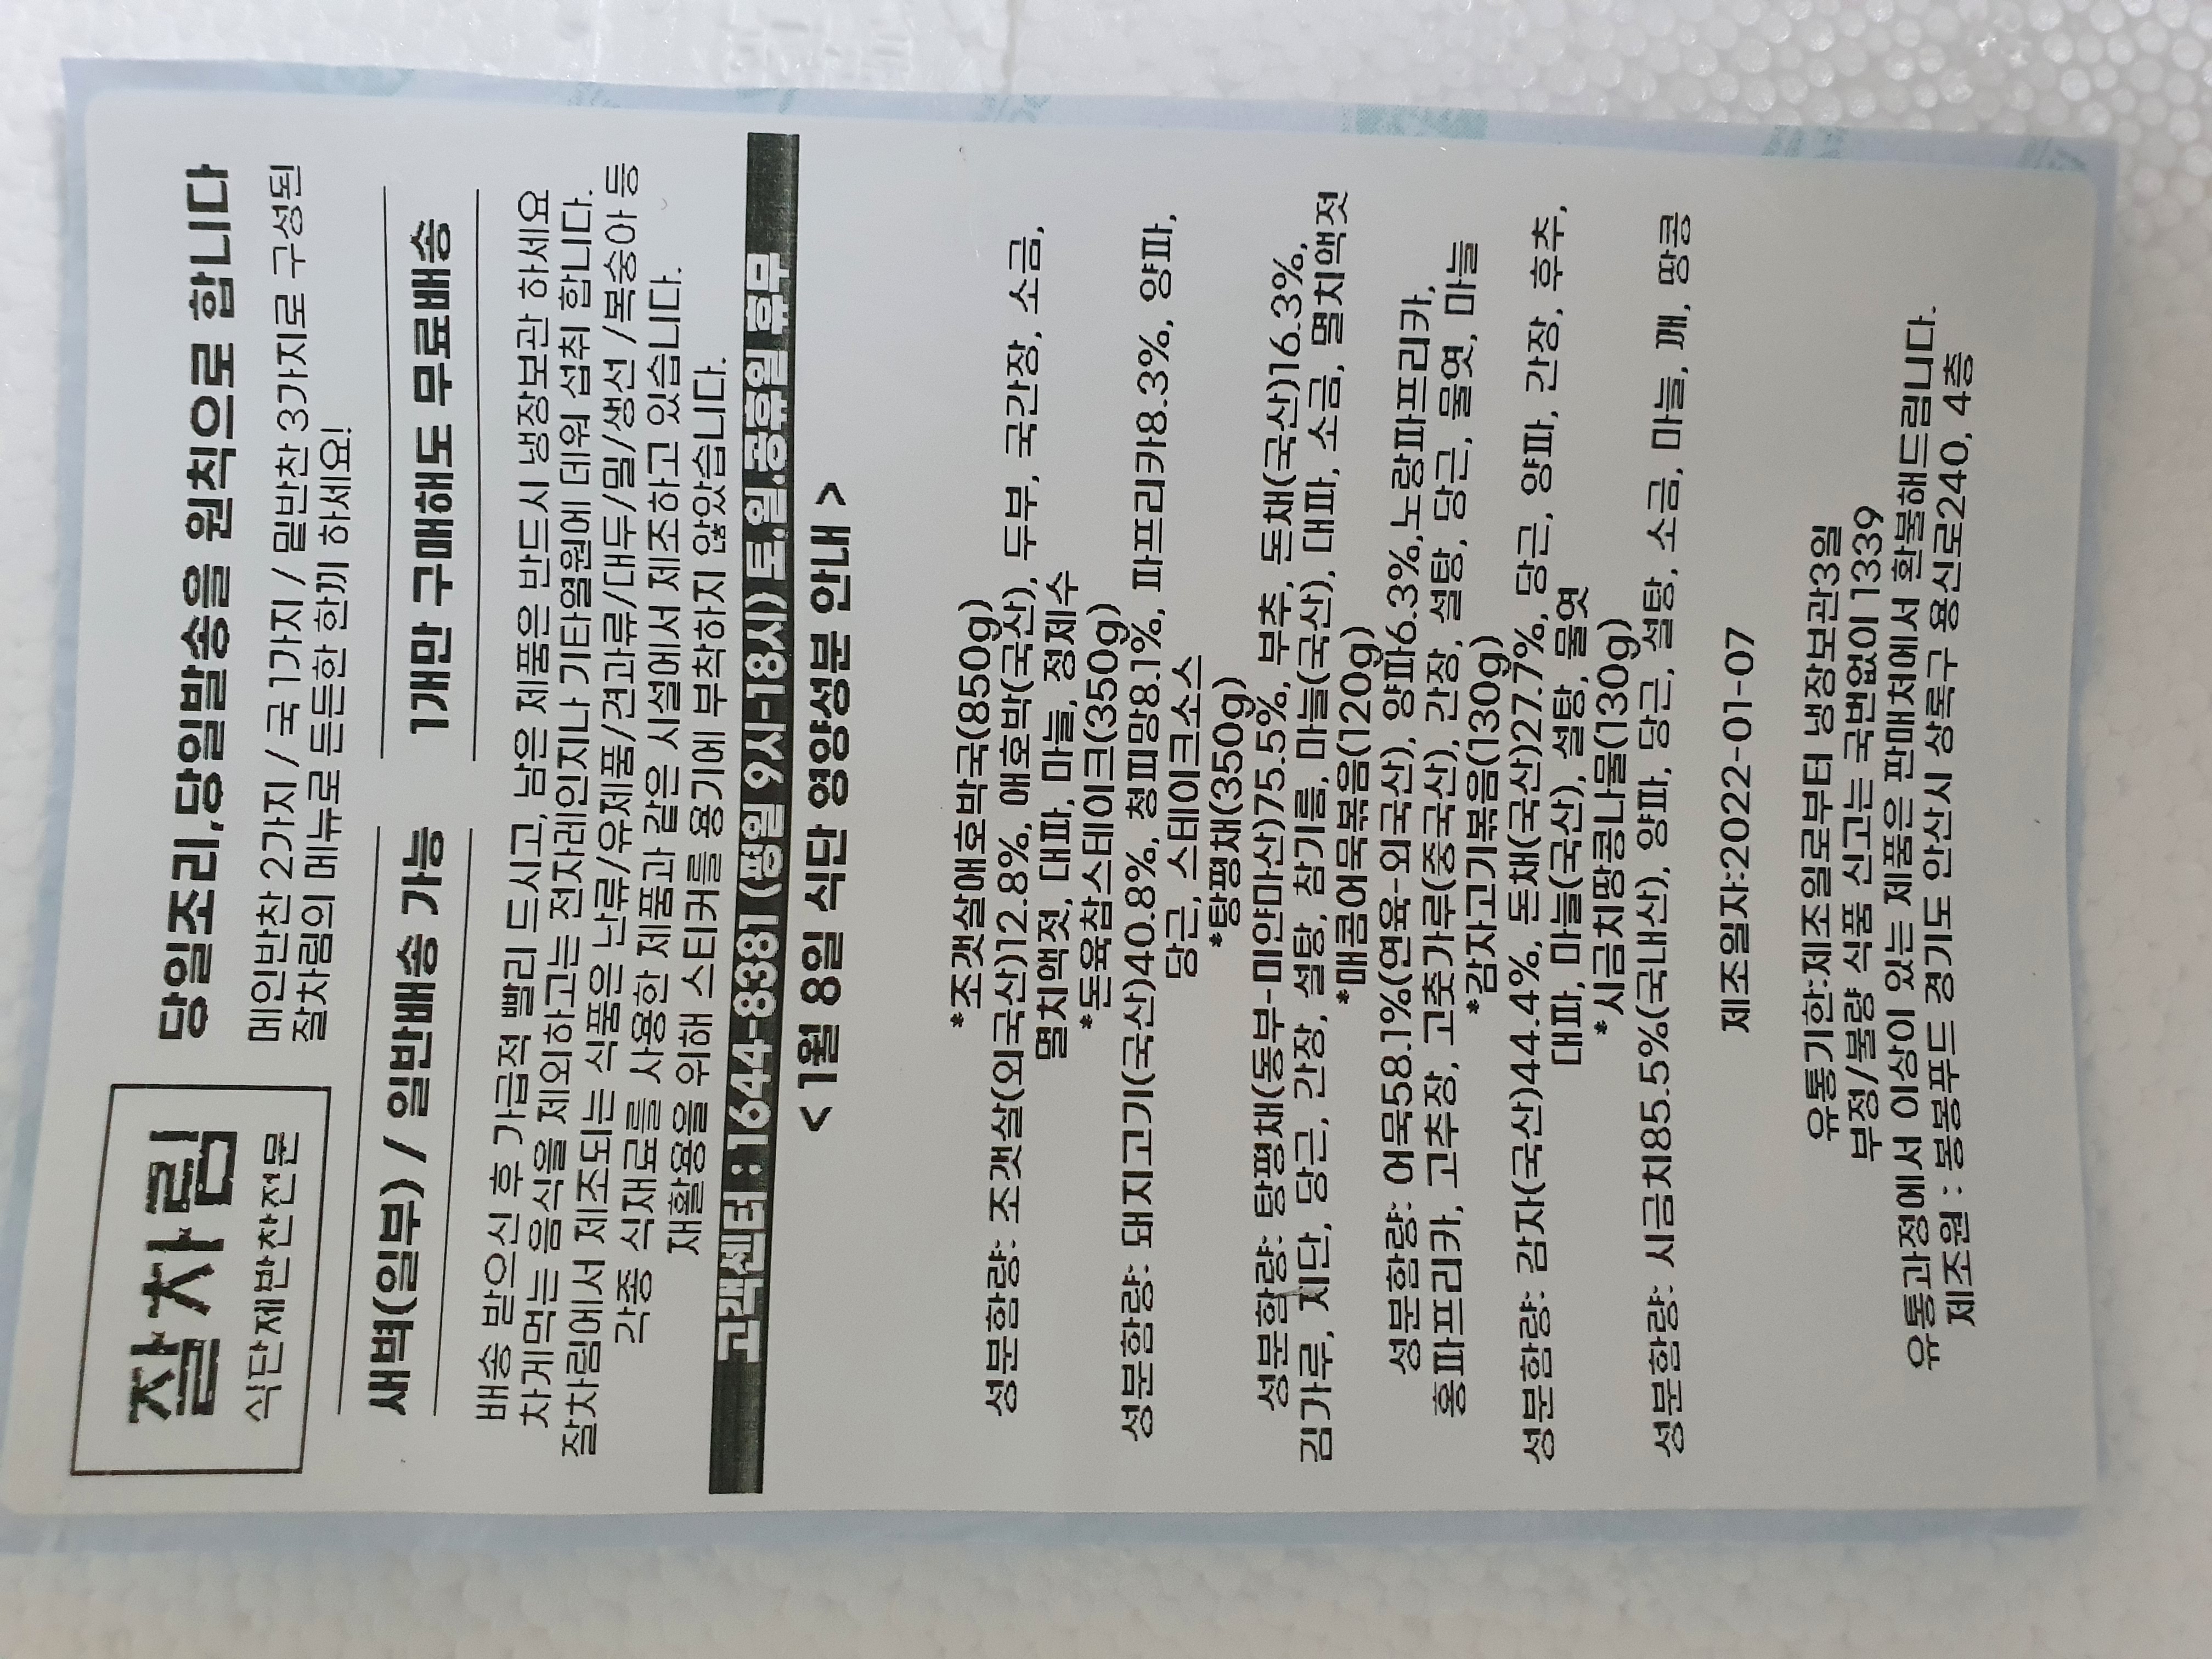 잘차림
식단제반찬전문
당일조리,당일발송을 원칙으로 합니다
메인반찬 2가지 / 국 1가지 / 밑반찬 3가지로 구성된
잘차림의 메뉴로 든든한 한끼 하세요!
새벽(일부) / 일반배송 가능
1개만 구매해도 무료배송
배송 받으신 후 가급적 빨리 드시고, 남은 제품은 반드시 냉장보관 하세요
차게먹는 음식을 제외하고는 전자레인지나 기타열원에 데워 섭취 합니다.
잘차림에서 제조되는 식품은 난류/유제품/견과류/대두/밀/생선 /복숭아 등
각종 식재료를 사용한 제품과 같은 시설에서 제조하고 있습니다.
재활용을 위해 스티커를 용기에 부착하지 않았습니다.
고객센터 : 1644-8381 (평일 9시-18시) 토.일.공휴일 휴무
< 1월 8일 식단 영양성분 안내 >
*조갯살애호박국(850g)
성분함량: 조갯살(외국산)12.8%, 애호박(국산), 두부, 국간장, 소금,
멸치액젓, 대파, 마늘, 정제수
*돈육찹스테이크(350g)
성분함량: 돼지고기(국산)40.8%, 청피망8.1%, 파프리카8.3%, 양파,
당근, 스테이크소스
*탕평채(350g)
성분함량: 탕평채(동부-미얀마산)75.5%, 부추, 돈채(국산)16.3%,
김가루, 지단, 당근, 간장, 설탕, 참기름, 마늘(국산), 대파, 소금, 멸치액젓
*매콤어묵볶음(120g)
성분함량: 어묵58.1%(연육-외국산), 양파6.3%,노랑파프리카,
홍파프리카, 고추장, 고춧가루(중국산), 간장, 설탕, 당근, 물엿, 마늘
*감자고기볶음(130g)
성분함량: 감자(국산)44.4%, 돈채(국산)27.7%, 당근, 양파, 간장, 후추,
대파, 마늘(국산), 설탕, 물엿
*시금치땅콩나물(130g)
성분함량: 시금치85.5%(국내산), 양파, 당근, 설탕, 소금, 마늘, 깨, 땅콩
제조일자:2022-01-07
유통기한:제조일로부터 냉장보관3일
부정/불량 식품 신고는 국번없이 1339
유통과정에서 이상이 있는 제품은 판매처에서 환불해드립니다.
제조원 : 봉봉푸드 경기도 안산시 상록구 용신로240, 4층